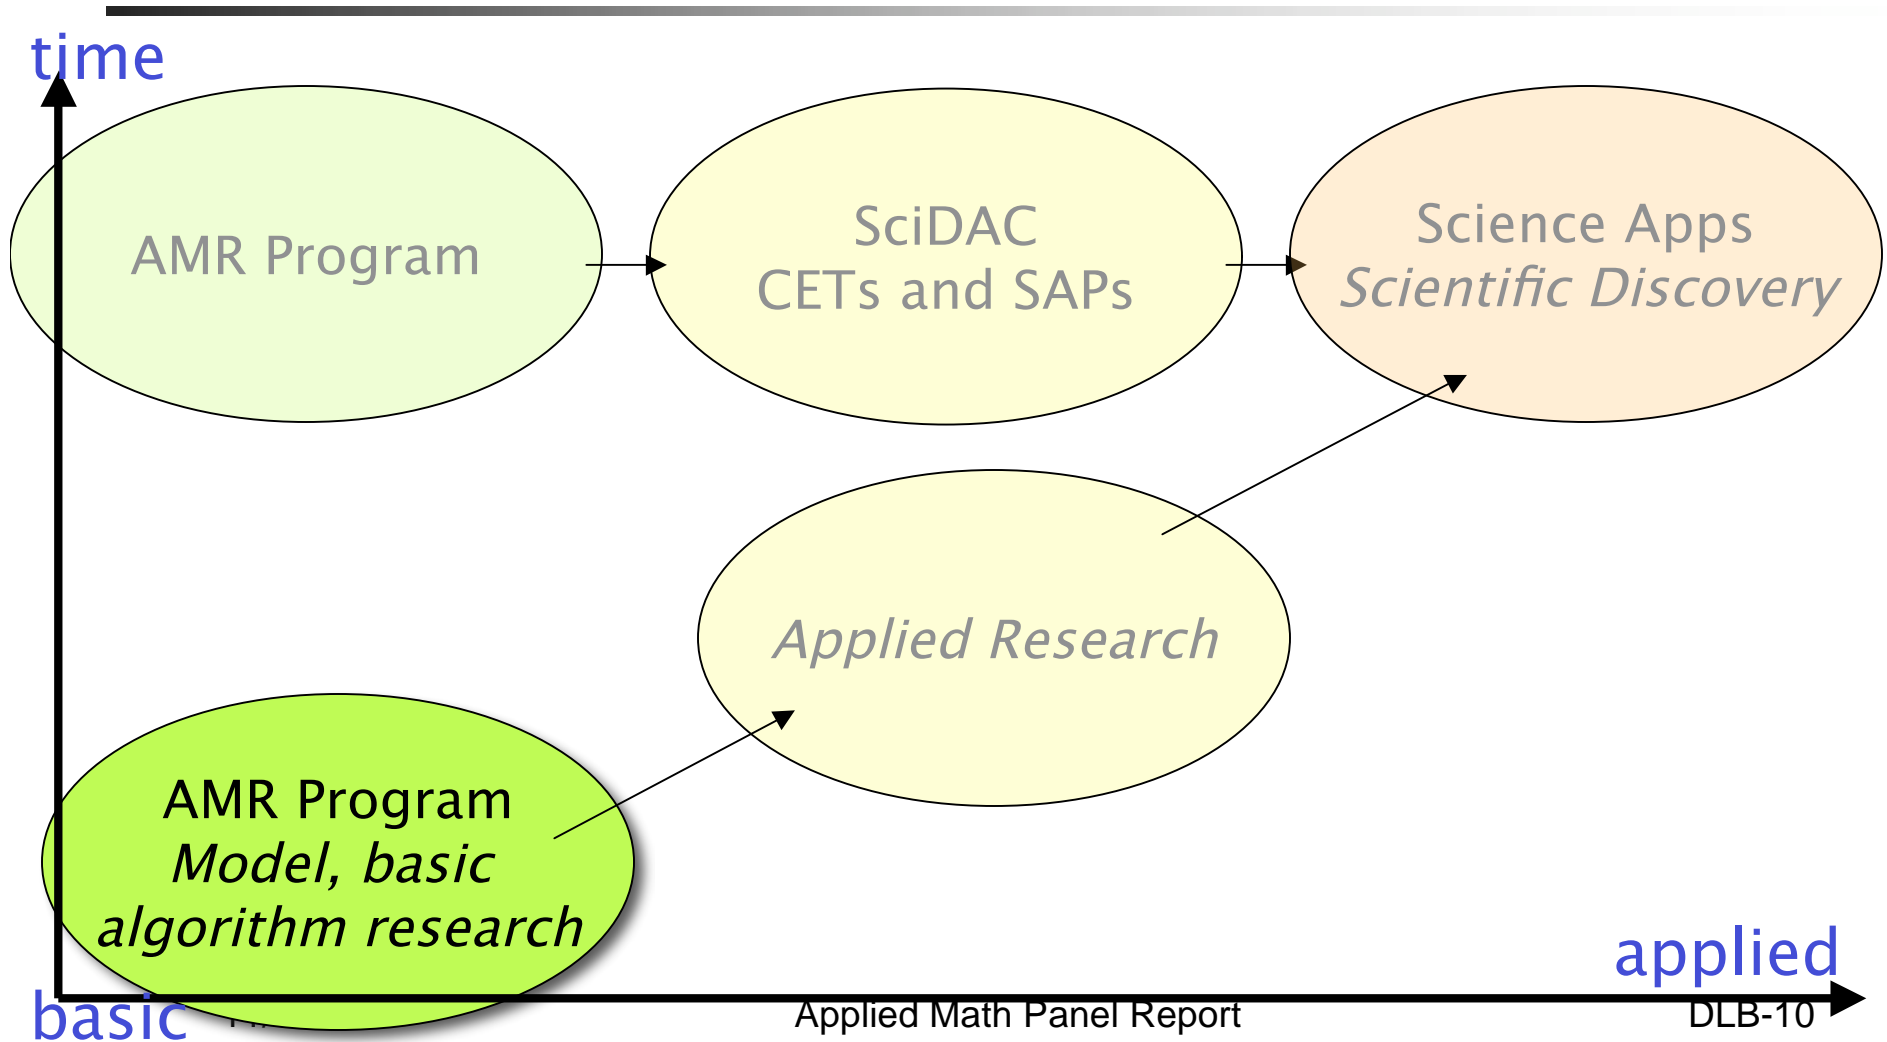 time
AMR Program
SciDAC
CETs and SAPs
Science Apps
Scientific Discovery
Applied Research
AMR Program
Model, basic
algorithm research
applied
basic
Applied Math Panel Report
DLB-10